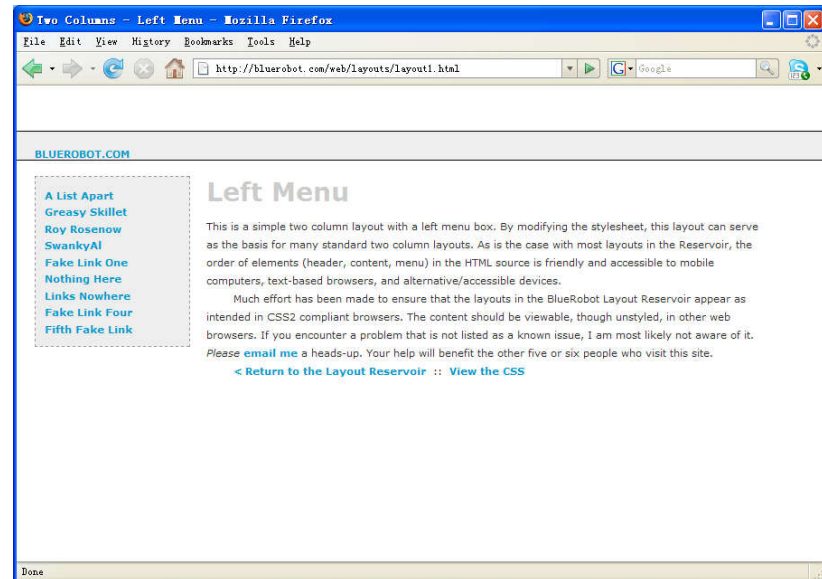 Two Columns - Left Menu - Mozilla Firefox
File Edit View History Bookmarks Tools Help
http://bluerobot.com/web/layouts/layout1.html
G Google
BLUEROBOT.COM
A List Apart
Greasy Skillet
Roy Rosenow
SwankyAl
Fake Link One
Nothing Here
Links Nowhere
Fake Link Four
Fifth Fake Link
Left Menu
This is a simple two column layout with a left menu box. By modifying the stylesheet, this layout can serve
as the basis for many standard two column layouts. As is the case with most layouts in the Reservoir, the
order of elements (header, content, menu) in the HTML source is friendly and accessible to mobile
computers, text-based browsers, and alternative/accessible devices.
Much effort has been made to ensure that the layouts in the BlueRobot Layout Reservoir appear as
intended in CSS2 compliant browsers. The content should be viewable, though unstyled, in other web
browsers. If you encounter a problem that is not listed as a known issue, I am most likely not aware of it.
Please email me a heads-up. Your help will benefit the other five or six people who visit this site.
< Return to the Layout Reservoir :: View the CSS
Done